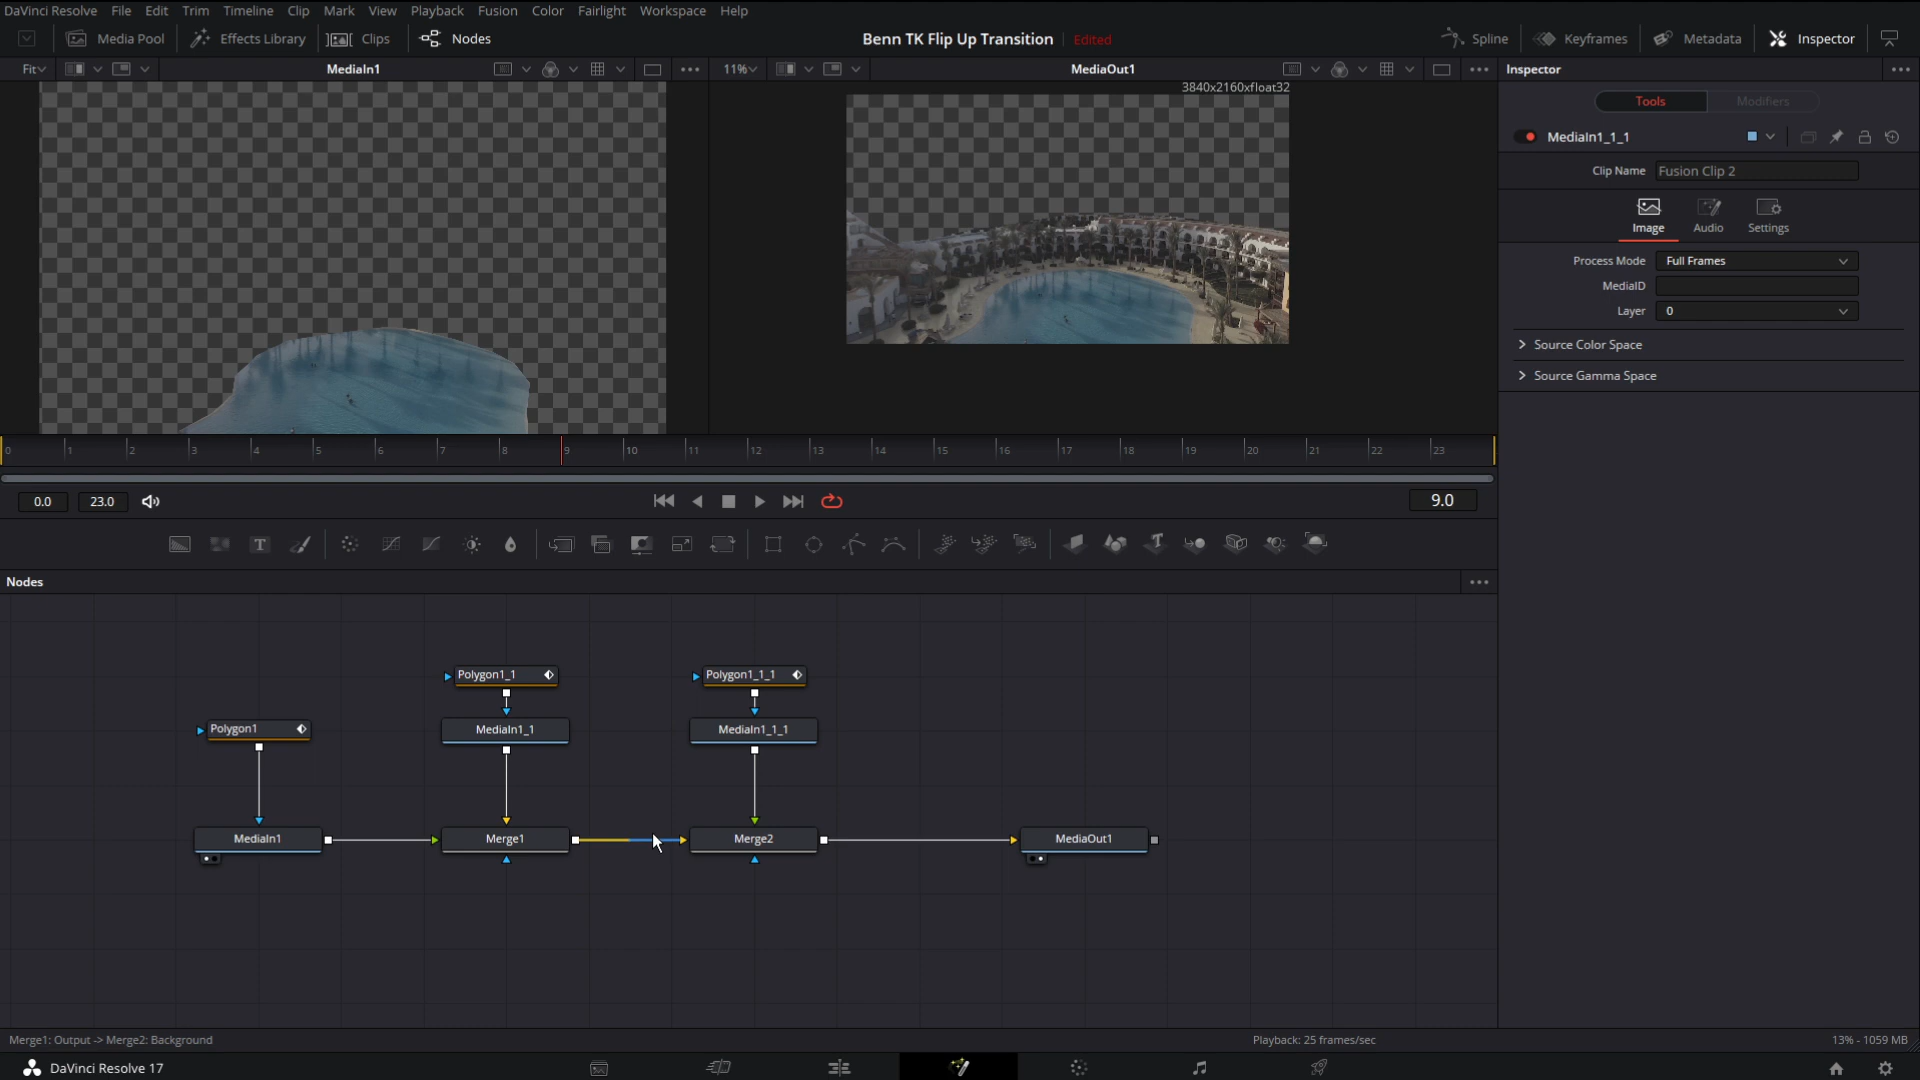 DaVinci Resolve File Edit Trim Timeline Clip Mark View Playback Fusion Color Fairlight Workspace Help
Media Pool Effects Library Clips Nodes Benn TK Flip Up Transition Edited Spline Keyframes Metadata Inspector
Fit MediaIn1 11% MediaOut1 Inspector
3840x2160xfloat32
Tools Modifiers
MediaIn1_1_1
Clip Name Fusion Clip 2
Image Audio Settings
Process Mode Full Frames
MediaID
Layer 0
Source Color Space
Source Gamma Space
0 1 2 3 4 5 6 7 8 9 10 11 12 13 14 15 16 17 18 19 20 21 22 23
0.0 23.0 9.0
T
Nodes
Polygon1_1 Polygon1_1_1
Polygon1 MediaIn1_1 MediaIn1_1_1
MediaIn1 Merge1 Merge2 MediaOut1
Merge1: Output -> Merge2: Background Playback: 25 frames/sec 13% - 1059 MB
DaVinci Resolve 17